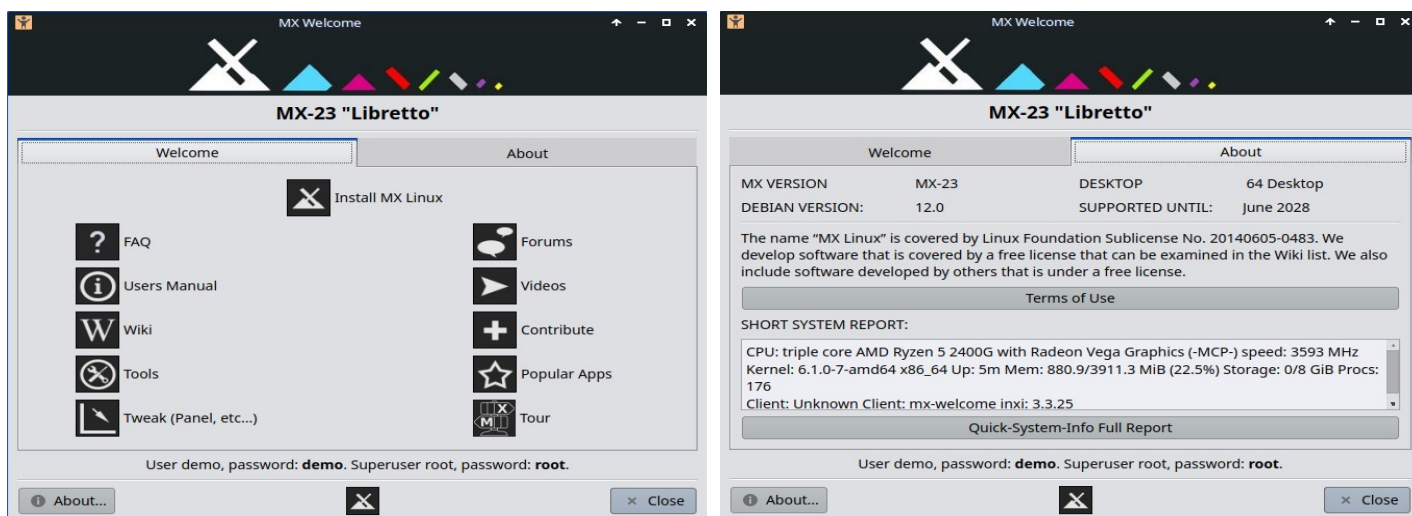 MX Welcome
MX-23 "Libretto"
Welcome About
Install MX Linux
? FAQ Forums
Users Manual Videos
W Wiki Contribute
Tools Popular Apps
Tweak (Panel, etc...) MX Tour
User demo, password: demo. Superuser root, password: root.
About... Close
MX Welcome
MX-23 "Libretto"
Welcome About
MX VERSION MX-23 DESKTOP 64 Desktop
DEBIAN VERSION: 12.0 SUPPORTED UNTIL: June 2028
The name “MX Linux” is covered by Linux Foundation Sublicense No. 20140605-0483. We
develop software that is covered by a free license that can be examined in the Wiki list. We also
include software developed by others that is under a free license.
Terms of Use
SHORT SYSTEM REPORT:
CPU: triple core AMD Ryzen 5 2400G with Radeon Vega Graphics (-MCP-) speed: 3593 MHz
Kernel: 6.1.0-7-amd64 x86_64 Up: 5m Mem: 880.9/3911.3 MiB (22.5%) Storage: 0/8 GiB Procs:
176
Client: Unknown Client: mx-welcome inxi: 3.3.25
Quick-System-Info Full Report
User demo, password: demo. Superuser root, password: root.
About... Close